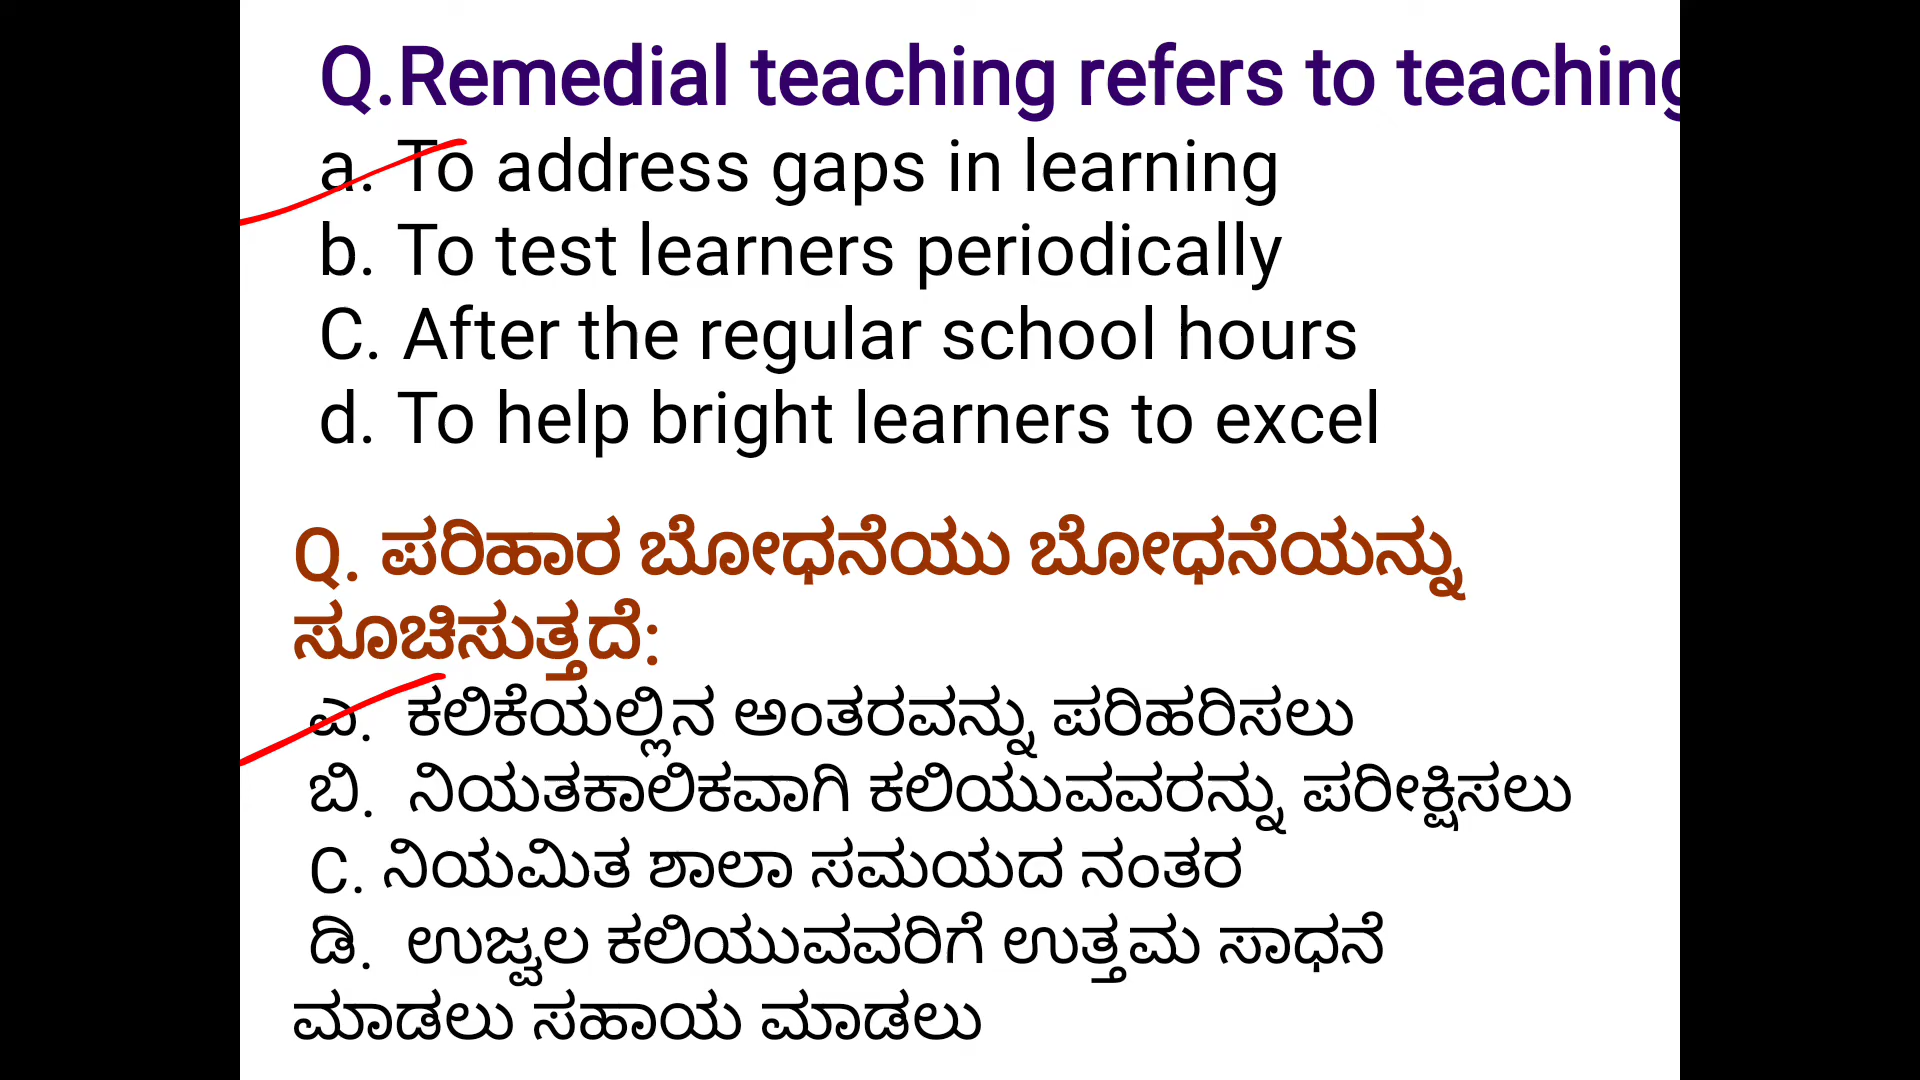 Q.Remedial teaching refers to teaching
a. To address gaps in learning
b. To test learners periodically
C. After the regular school hours
d. To help bright learners to excel
Q. ಪರಿಹಾರ ಬೋಧನೆಯು ಬೋಧನೆಯನ್ನು
ಸೂಚಿಸುತ್ತದೆ:
ಎ. ಕಲಿಕೆಯಲ್ಲಿನ ಅಂತರವನ್ನು ಪರಿಹರಿಸಲು
ಬಿ. ನಿಯತಕಾಲಿಕವಾಗಿ ಕಲಿಯುವವರನ್ನು ಪರೀಕ್ಷಿಸಲು
C. ನಿಯಮಿತ ಶಾಲಾ ಸಮಯದ ನಂತರ
ಡಿ. ಉಜ್ವಲ ಕಲಿಯುವವರಿಗೆ ಉತ್ತಮ ಸಾಧನೆ
ಮಾಡಲು ಸಹಾಯ ಮಾಡಲು